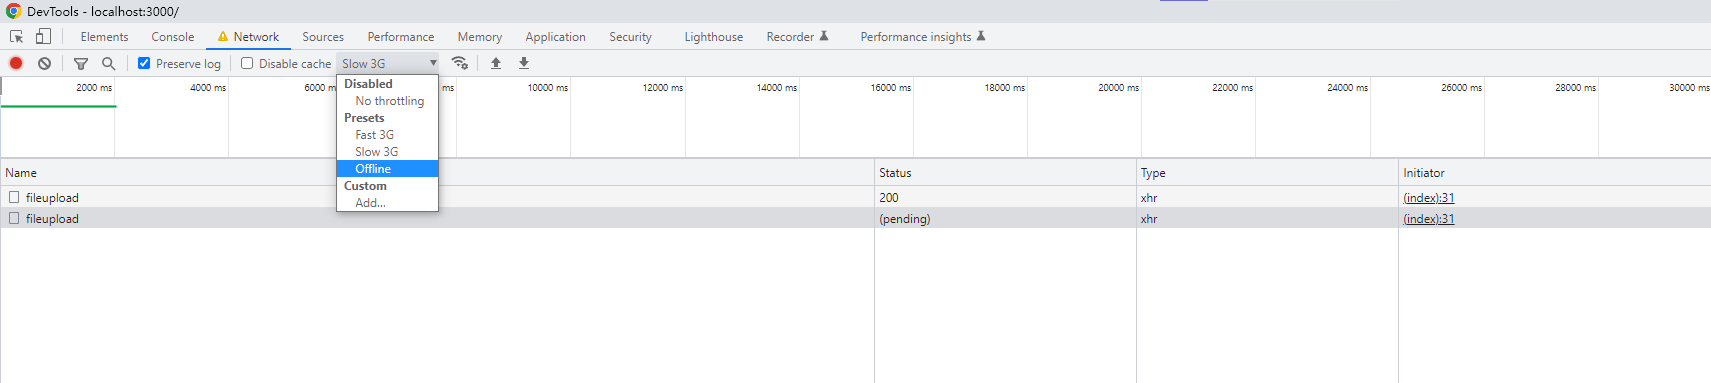 DevTools - localhost:3000/
Elements Console Network Sources Performance Memory Application Security Lighthouse Recorder Performance insights
Preserve log Disable cache Slow 3G
Disabled
No throttling
Presets
Fast 3G
Slow 3G
Offline
Custom
Add...
2000 ms 4000 ms 6000 m ms 10000 ms 12000 ms 14000 ms 16000 ms 18000 ms 20000 ms 22000 ms 24000 ms 26000 ms 28000 ms 30000 ms
Name Status Type Initiator
fileupload 200 xhr (index):31
fileupload (pending) xhr (index):31